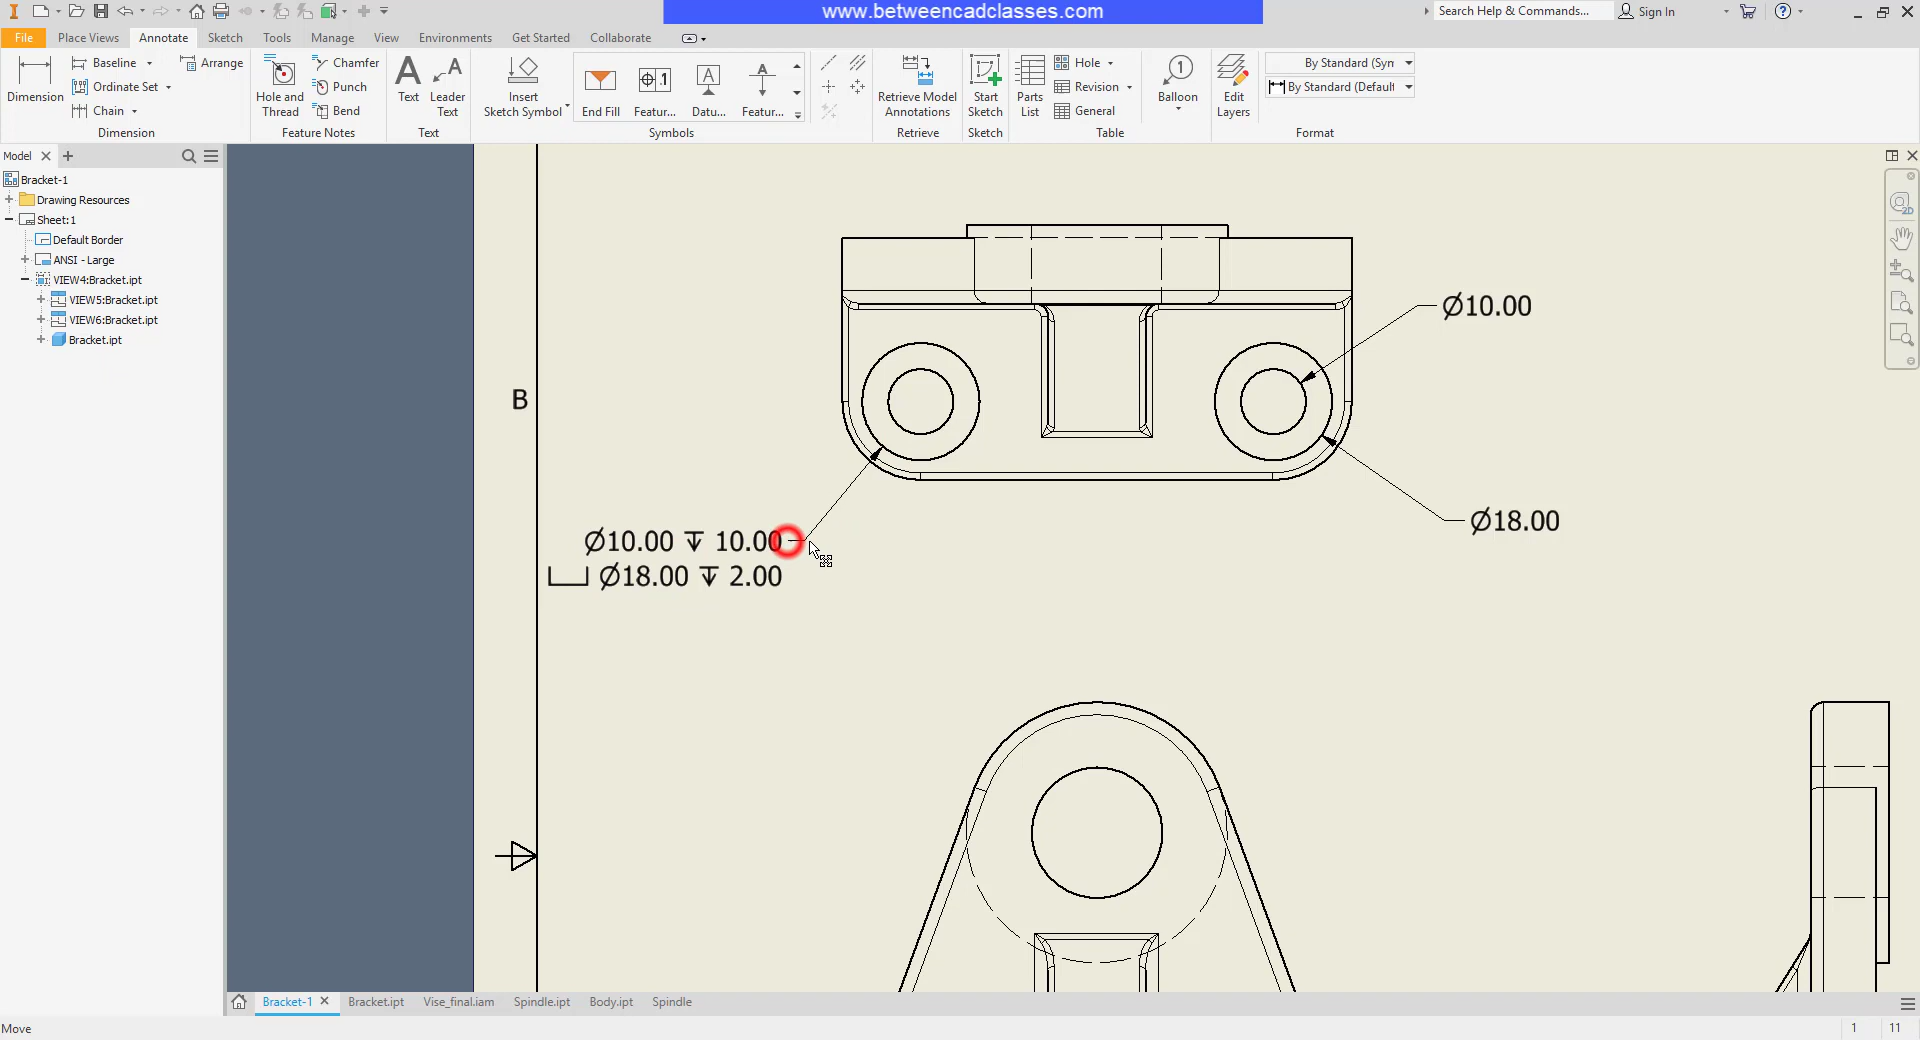 www.betweencadclasses.com
Search Help & Commands...
Sign In
File
Place Views
Annotate
Sketch
Tools
Manage
View
Environments
Get Started
Collaborate
Dimension
Baseline
Ordinate Set
Chain
Arrange
Dimension
Hole and Thread
Chamfer
Punch
Bend
Feature Notes
Text
Leader Text
Text
Insert Sketch Symbol
End Fill
Featur...
Datu...
Featur...
Symbols
Retrieve Model Annotations
Retrieve
Start Sketch
Sketch
Parts List
Hole
Revision
General
Table
Balloon
Edit Layers
By Standard (Syn
By Standard (Default
Format
Model
Bracket-1
Drawing Resources
Sheet:1
Default Border
ANSI - Large
VIEW4:Bracket.ipt
VIEW5:Bracket.ipt
VIEW6:Bracket.ipt
Bracket.ipt
B
Ø10.00
Ø18.00
Ø10.00 ↧ 10.00
⌴ Ø18.00 ↧ 2.00
Bracket-1
Bracket.ipt
Vise_final.iam
Spindle.ipt
Body.ipt
Spindle
Move
1
11